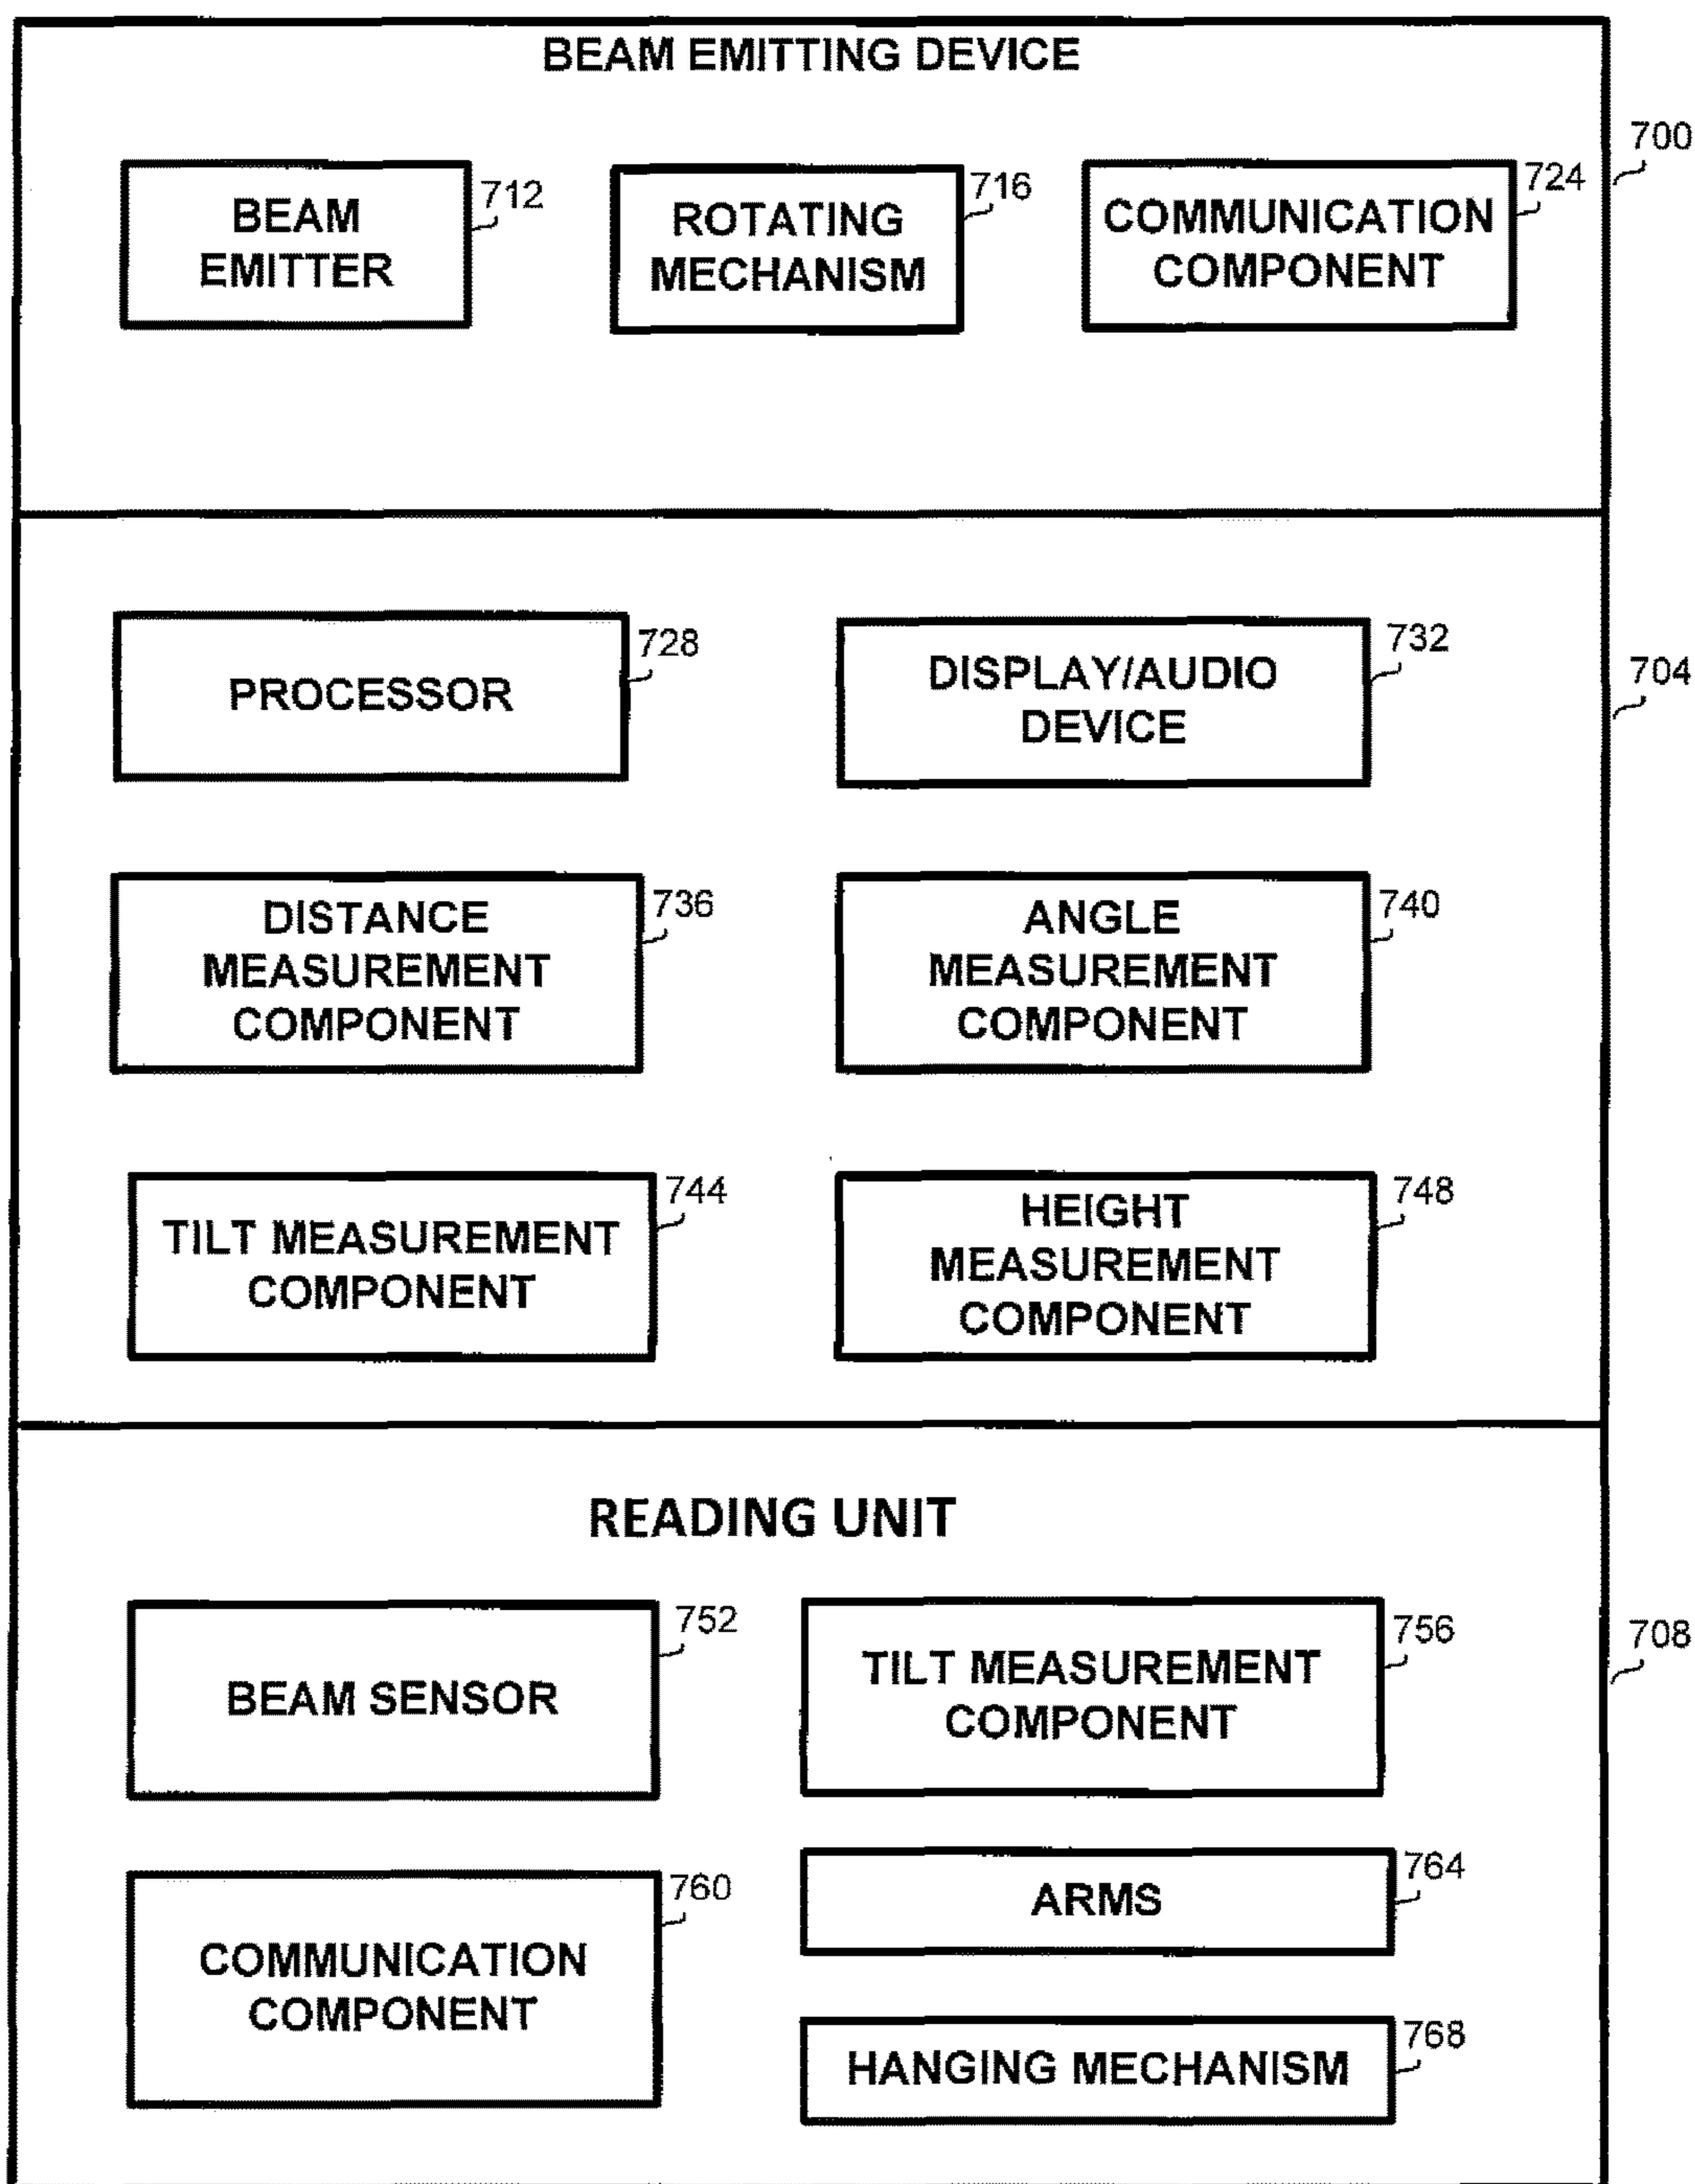 BEAM EMITTING DEVICE
700
BEAM
EMITTER
712
ROTATING
MECHANISM
716
COMMUNICATION
COMPONENT
724
704
PROCESSOR
728
DISPLAY/AUDIO
DEVICE
732
DISTANCE
MEASUREMENT
COMPONENT
736
ANGLE
MEASUREMENT
COMPONENT
740
TILT MEASUREMENT
COMPONENT
744
HEIGHT
MEASUREMENT
COMPONENT
748
READING UNIT
708
BEAM SENSOR
752
TILT MEASUREMENT
COMPONENT
756
COMMUNICATION
COMPONENT
760
ARMS
764
HANGING MECHANISM
768